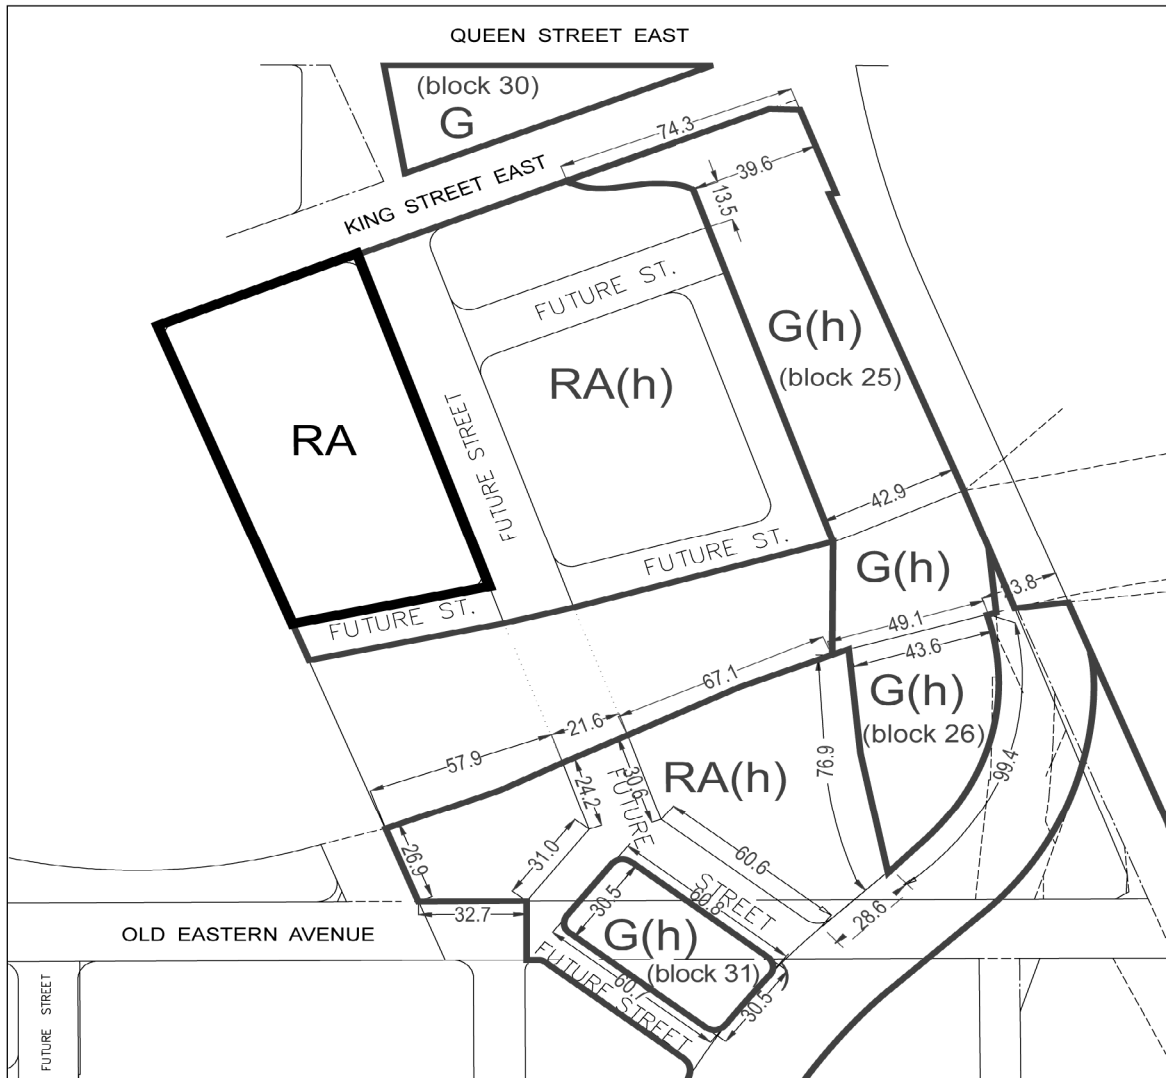 QUEEN STREET EAST
(block 30)
G
74.3
39.6
KING STREET EAST
13.5
FUTURE ST.
G(h)
(block 25)
RA(h)
RA
FUTURE STREET
42.9
FUTURE ST.
G(h)
3.8
FUTURE ST.
49.1
43.6
67.1
G(h)
(block 26)
21.6
57.9
76.9
99.4
RA(h)
24.2
30.6
FUTURE
STREET
26.9
31.0
60.6
30.5
60.8
32.7
28.6
OLD EASTERN AVENUE
G(h)
(block 31)
FUTURE STREET
60.7
30.5
FUTURE STREET